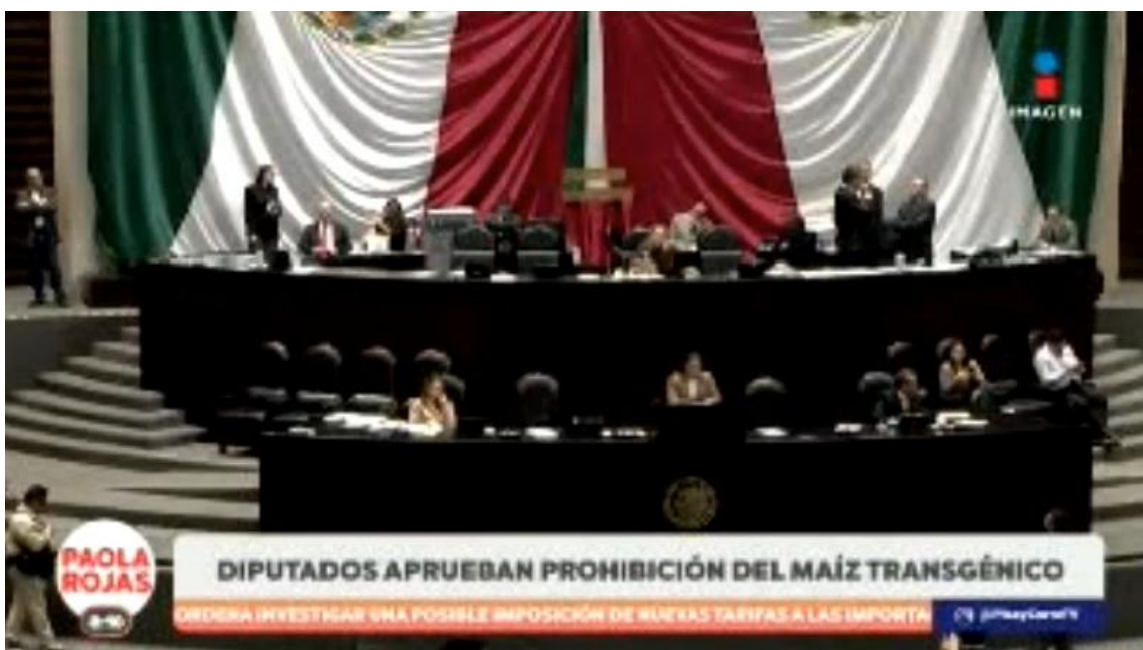 IMAGEN
PAOLA
ROJAS
DIPUTADOS APRUEBAN PROHIBICIÓN DEL MAÍZ TRANSGÉNICO
ORDENA INVESTIGAR UNA POSIBLE IMPOSICIÓN DE NUEVAS TARIFAS A LAS IMPORTA